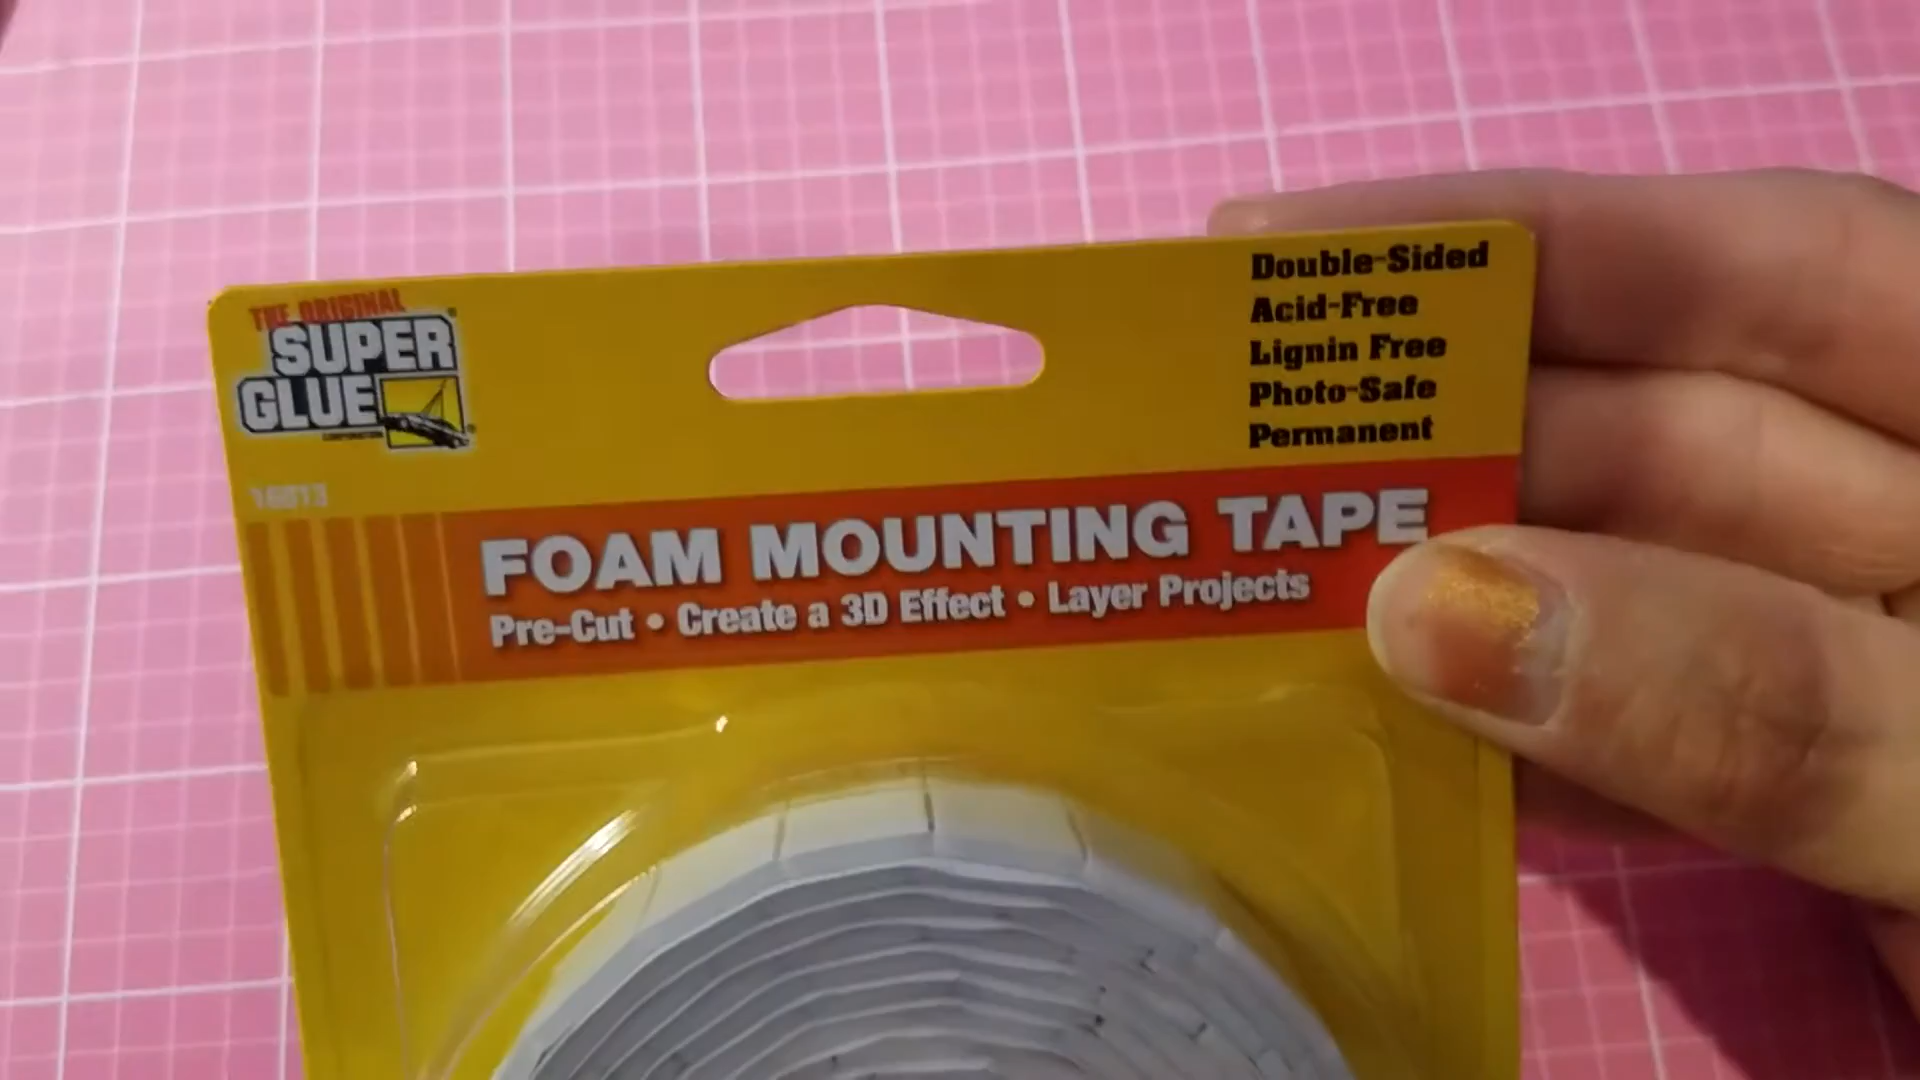 THE ORIGINAL
SUPER
GLUE
CORPORATION
Double-Sided
Acid-Free
Lignin Free
Photo-Safe
Permanent
FOAM MOUNTING TAPE
Pre-Cut • Create a 3D Effect • Layer Projects